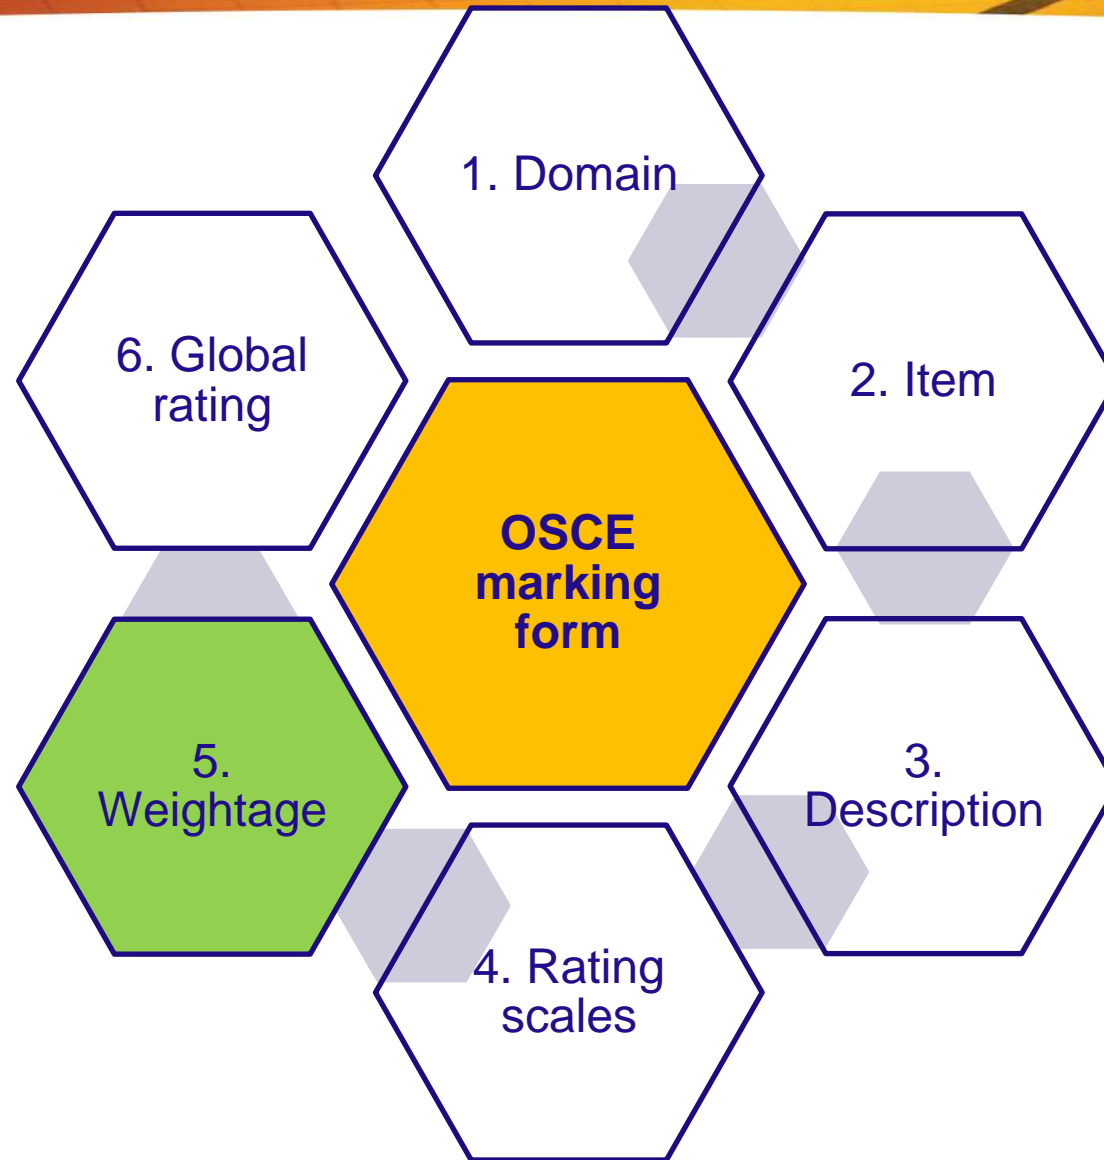 1. Domain
2. Item
3.
Description
4. Rating
scales
5.
Weightage
6. Global
rating
OSCE
marking
form